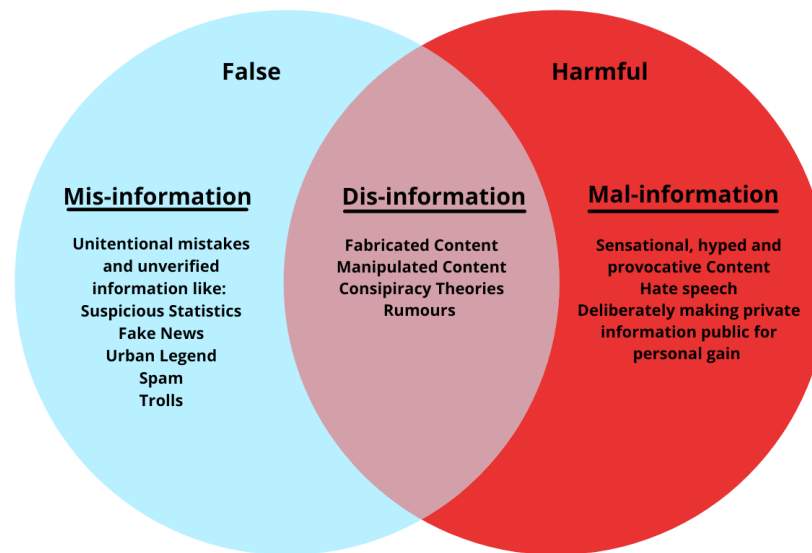 False
Harmful
Mis-information
Unitentional mistakes
and unverified
information like:
Suspicious Statistics
Fake News
Urban Legend
Spam
Trolls
Dis-information
Fabricated Content
Manipulated Content
Consipiracy Theories
Rumours
Mal-information
Sensational, hyped and
provocative Content
Hate speech
Deliberately making private
information public for
personal gain